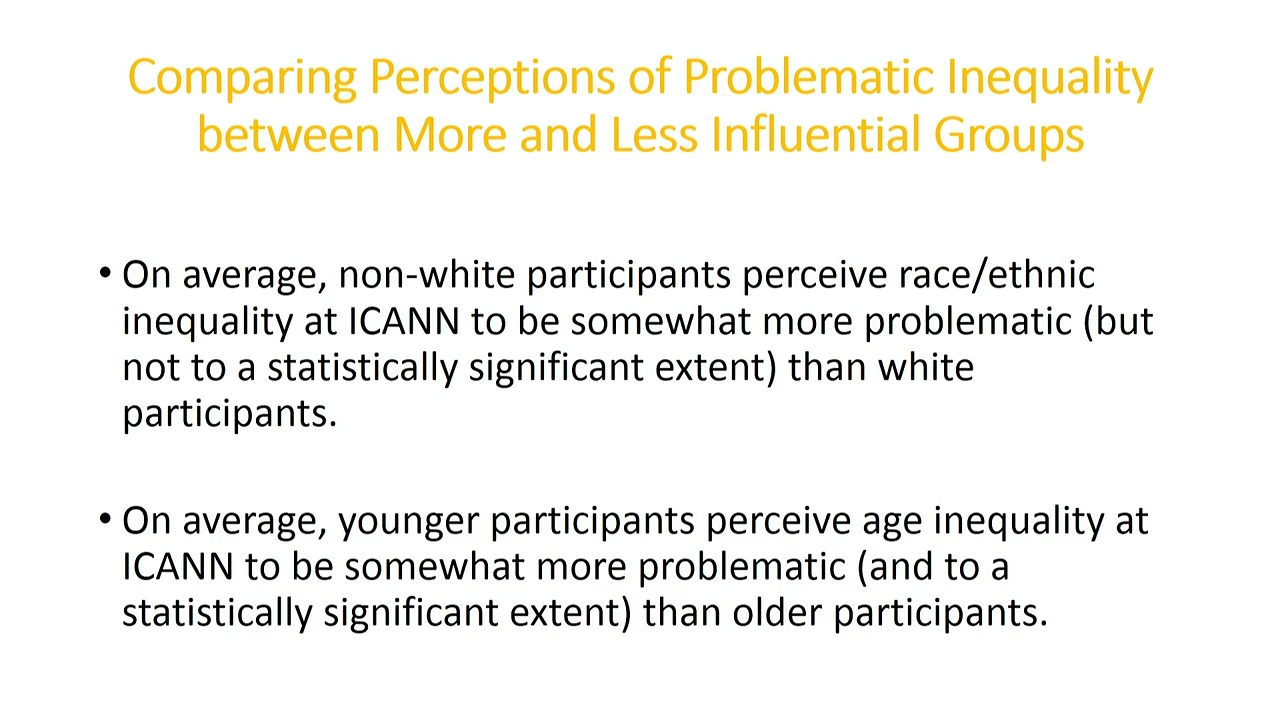 Comparing Perceptions of Problematic Inequality
between More and Less Influential Groups
• On average, non-white participants perceive race/ethnic
inequality at ICANN to be somewhat more problematic (but
not to a statistically significant extent) than white
participants.
• On average, younger participants perceive age inequality at
ICANN to be somewhat more problematic (and to a
statistically significant extent) than older participants.